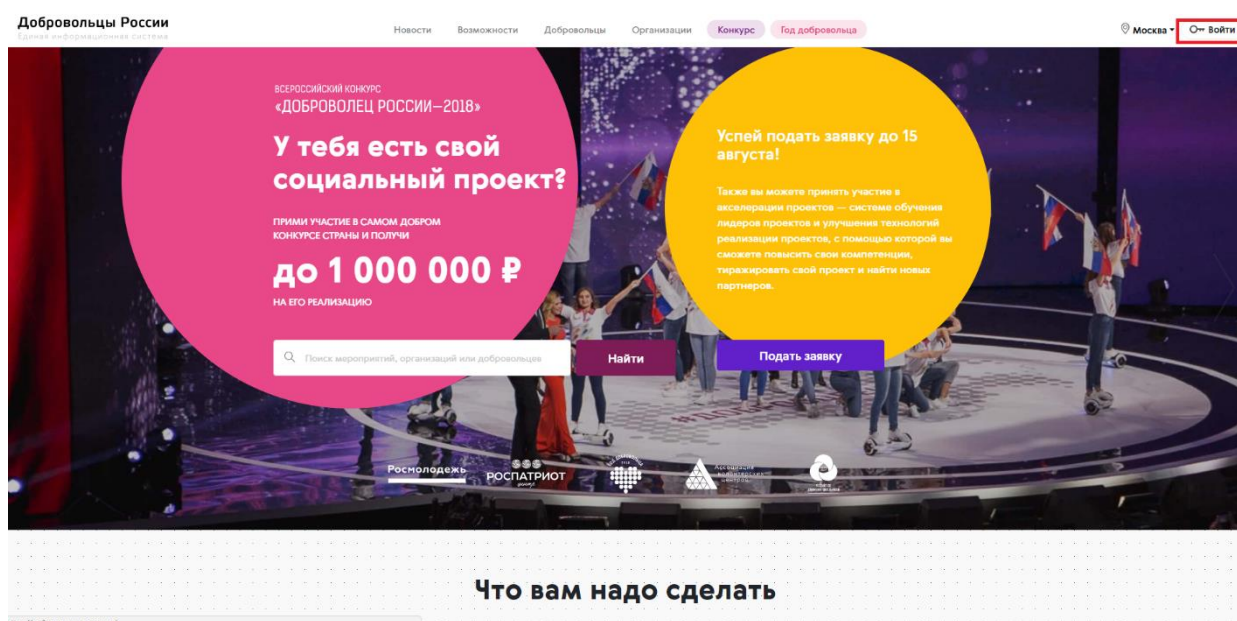 Добровольцы России
Единая информационная система
Новости Возможности Добровольцы Организации Конкурс Год добровольца
Москва Войти
ВСЕРОССИЙСКИЙ КОНКУРС
«ДОБРОВОЛЕЦ РОССИИ–2018»
У тебя есть свой
социальный проект?
ПРИМИ УЧАСТИЕ В САМОМ ДОБРОМ
КОНКУРСЕ СТРАНЫ И ПОЛУЧИ
до 1 000 000 ₽
НА ЕГО РЕАЛИЗАЦИЮ
Поиск мероприятий, организаций или добровольцев
Найти
Успей подать заявку до 15
августа!
Также вы можете принять участие в
акселерации проектов — системе обучения
лидеров проектов и улучшения технологий
реализации проектов, с помощью которой вы
сможете повысить свои компетенции,
тиражировать свой проект и найти новых
партнеров.
Подать заявку
Росмолодежь
РОСПАТРИОТ
Ассоциация
волонтерских
центров
Что вам надо сделать